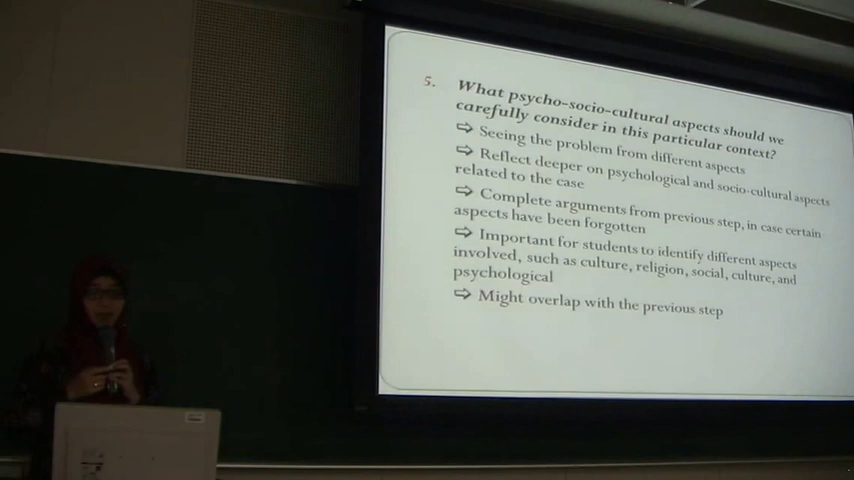 5. What psycho-socio-cultural aspects should we
carefully consider in this particular context?
⇨ Seeing the problem from different aspects
⇨ Reflect deeper on psychological and socio-cultural aspects
related to the case
⇨ Complete arguments from previous step, in case certain
aspects have been forgotten
⇨ Important for students to identify different aspects
involved, such as culture, religion, social, culture, and
psychological
⇨ Might overlap with the previous step